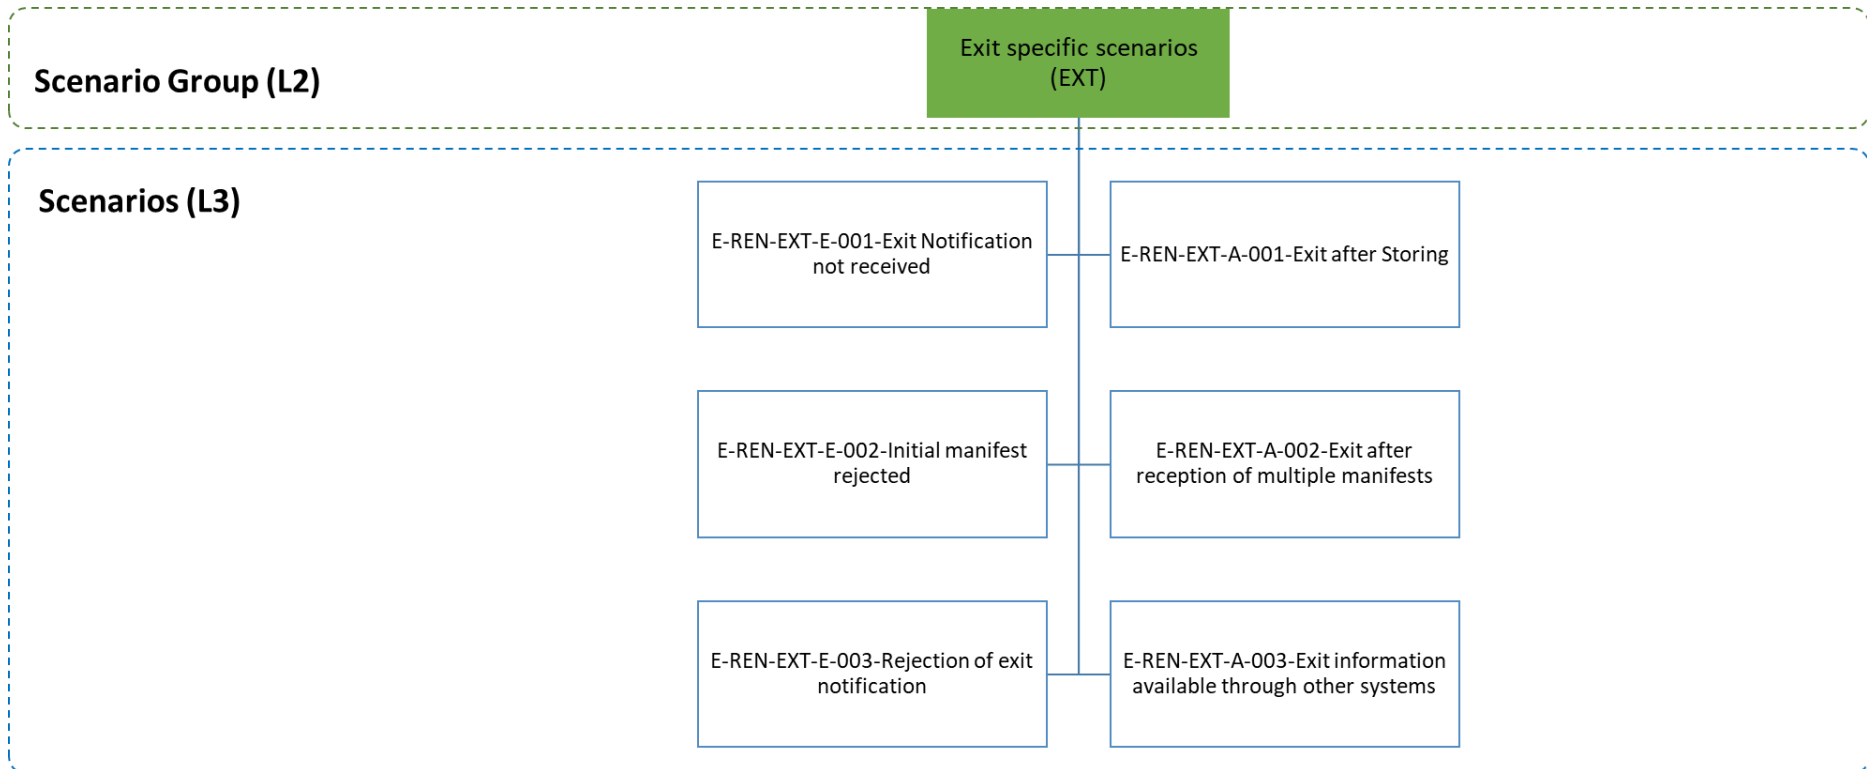 Exit specific scenarios
(EXT)
Scenario Group (L2)
Scenarios (L3)
E-REN-EXT-E-001-Exit Notification
not received
E-REN-EXT-A-001-Exit after Storing
E-REN-EXT-E-002-Initial manifest
rejected
E-REN-EXT-A-002-Exit after
reception of multiple manifests
E-REN-EXT-E-003-Rejection of exit
notification
E-REN-EXT-A-003-Exit information
available through other systems